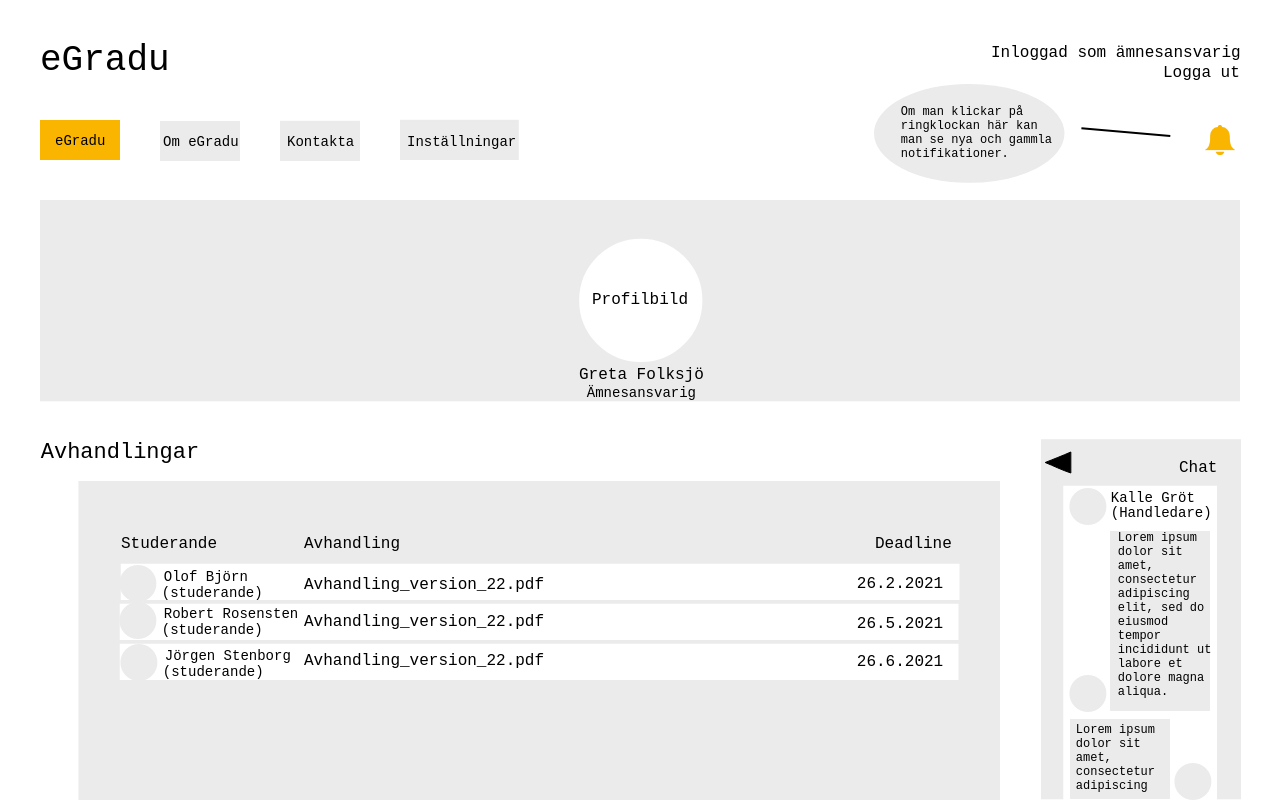 eGradu
Inloggad som ämnesansvarig
Logga ut
eGradu
Om eGradu
Kontakta
Inställningar
Om man klickar på
ringklockan här kan
man se nya och gammla
notifikationer.
Profilbild
Greta Folksjö
Ämnesansvarig
Avhandlingar
Studerande
Avhandling
Deadline
Olof Björn
(studerande)
Avhandling_version_22.pdf
26.2.2021
Robert Rosensten
(studerande)
Avhandling_version_22.pdf
26.5.2021
Jörgen Stenborg
(studerande)
Avhandling_version_22.pdf
26.6.2021
Chat
Kalle Gröt
(Handledare)
Lorem ipsum
dolor sit
amet,
consectetur
adipiscing
elit, sed do
eiusmod
tempor
incididunt ut
labore et
dolore magna
aliqua.
Lorem ipsum
dolor sit
amet,
consectetur
adipiscing